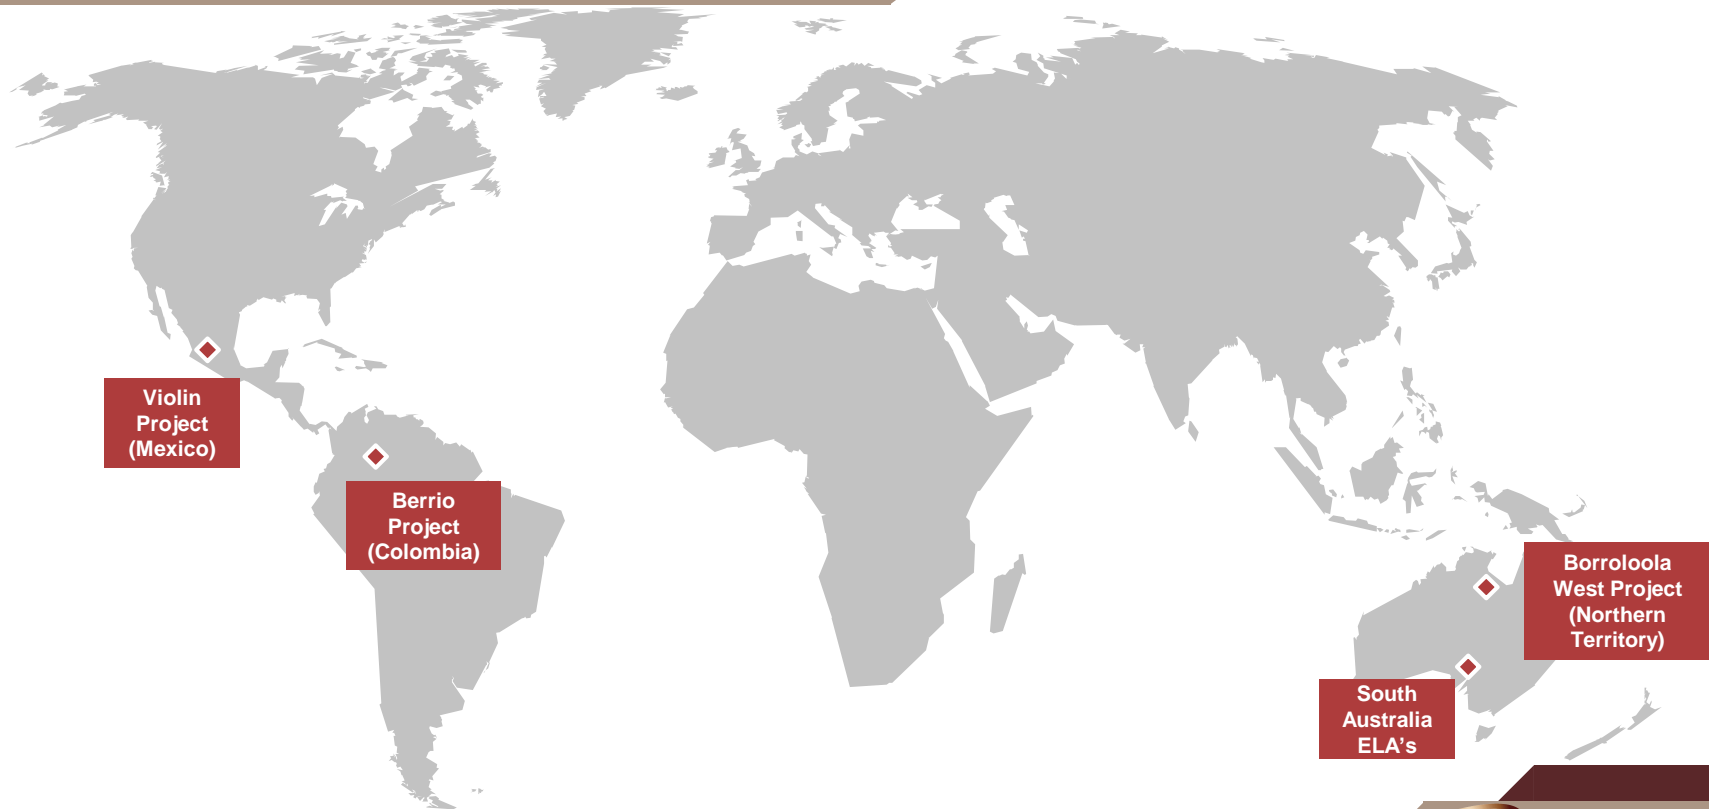 Violin
Project
(Mexico)
Berrio
Project
(Colombia)
Borroloola
West Project
(Northern
Territory)
South
Australia
ELA’s